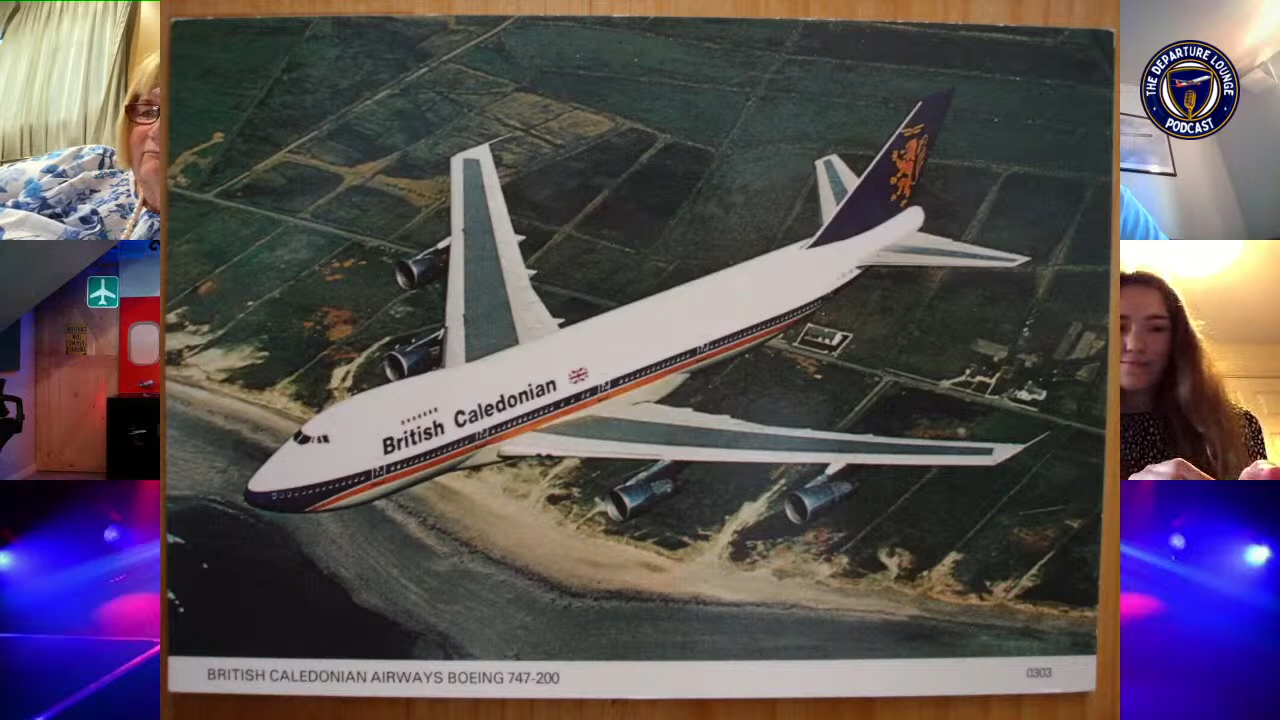 THE DEPARTURE LOUNGE
PODCAST
British Caledonian
BRITISH CALEDONIAN AIRWAYS BOEING 747-200
0303